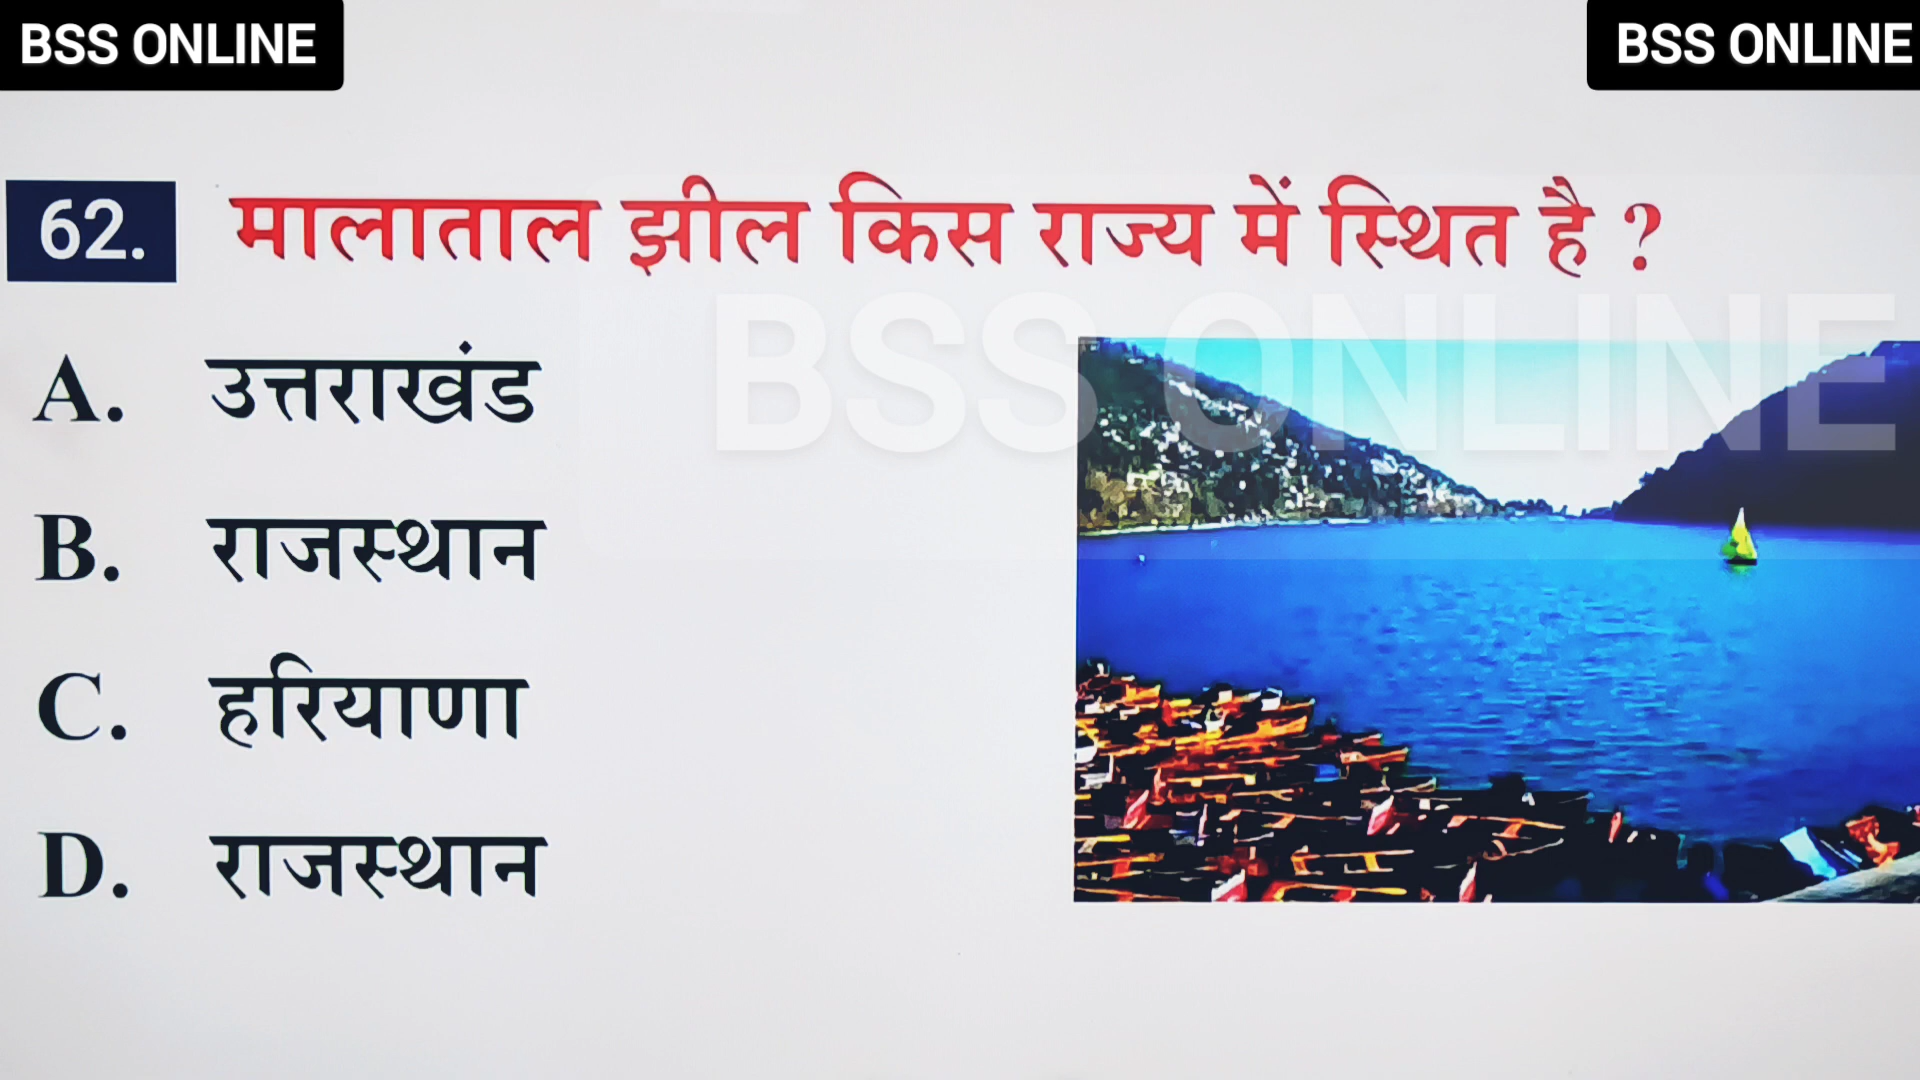 BSS ONLINE
BSS ONLINE
62. मालाताल झील किस राज्य में स्थित है ?
BSS ONLINE
A. उत्तराखंड
B. राजस्थान
C. हरियाणा
D. राजस्थान